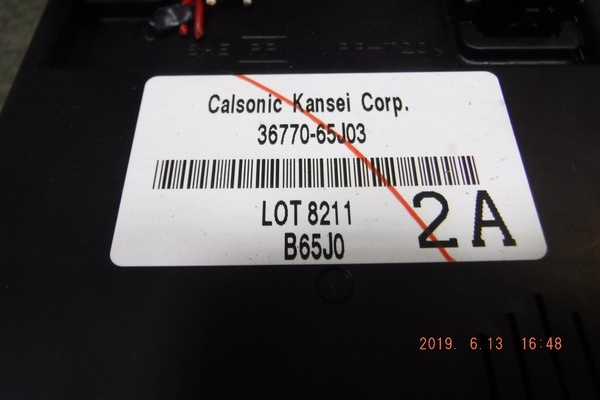 Calsonic Kansei Corp.
36770-65J03
LOT 8211
B65J0
2A
2019. 6.13 16:48